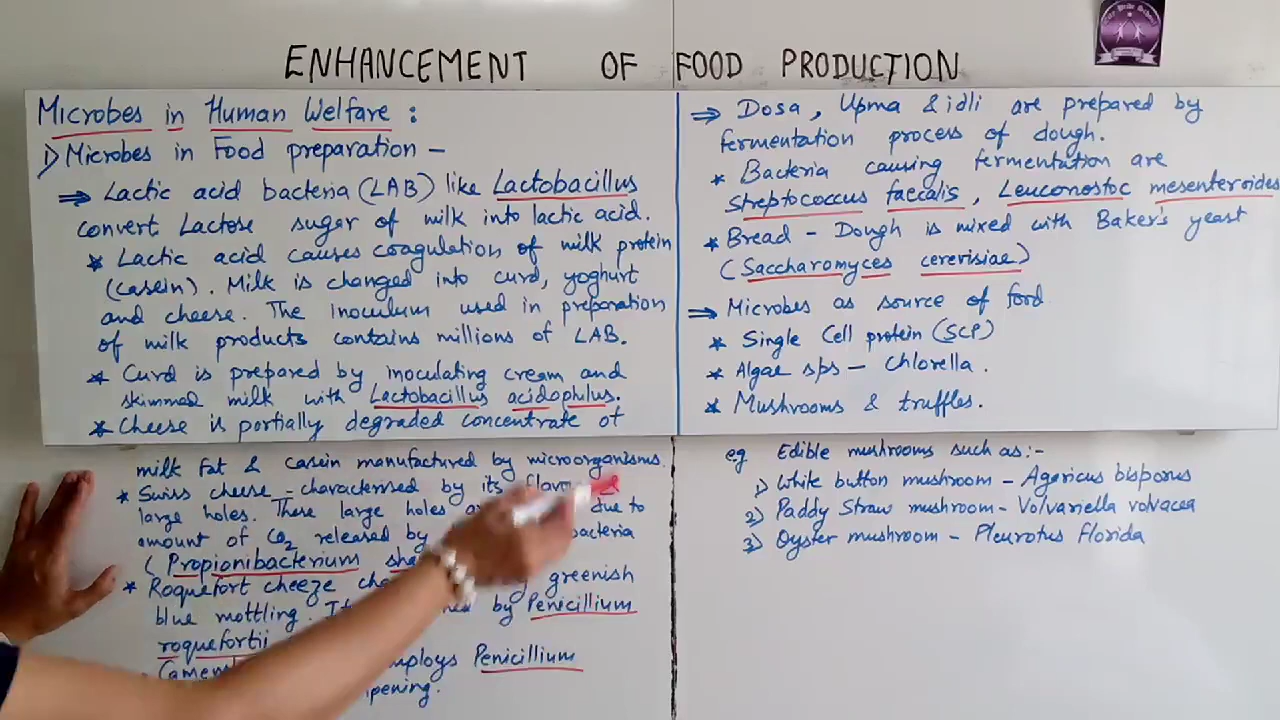 ENHANCEMENT OF FOOD PRODUCTION
Microbes in Human Welfare :
1) Microbes in Food preparation -
⇒ Lactic acid bacteria (LAB) like Lactobacillus
convert Lactose sugar of milk into lactic acid.
* Lactic acid causes coagulation of milk protein
(casein). Milk is changed into curd, yoghurt
and cheese. The inoculum used in preparation
of milk products contains millions of LAB.
* Curd is prepared by inoculating cream and
skimmed milk with Lactobacillus acidophilus.
* Cheese is partially degraded concentrate of
milk fat & casein manufactured by microorganisms.
* Swiss cheese - characterised by its
large holes. These large holes due to
amount of CO2 released by bacteria
(Propionibacterium
* Roquefort cheeze greenish
blue mottling. by Penicillium
roquefortii
Penicillium
⇒ Dosa, Upma & idli are prepared by
fermentation process of dough.
* Bacteria causing fermentation are
Streptococcus faecalis, Leuconostoc mesenteroides
* Bread - Dough is mixed with Baker's yeast
(Saccharomyces cerevisiae)
⇒ Microbes as source of food
* Single Cell protein (SCP)
* Algae sps - Chlorella.
* Mushrooms & truffles.
eg Edible mushrooms such as:-
1) White button mushroom - Agaricus bisporus
2) Paddy Straw mushroom - Volvariella volvacea
3) Oyster mushroom - Pleurotus Florida